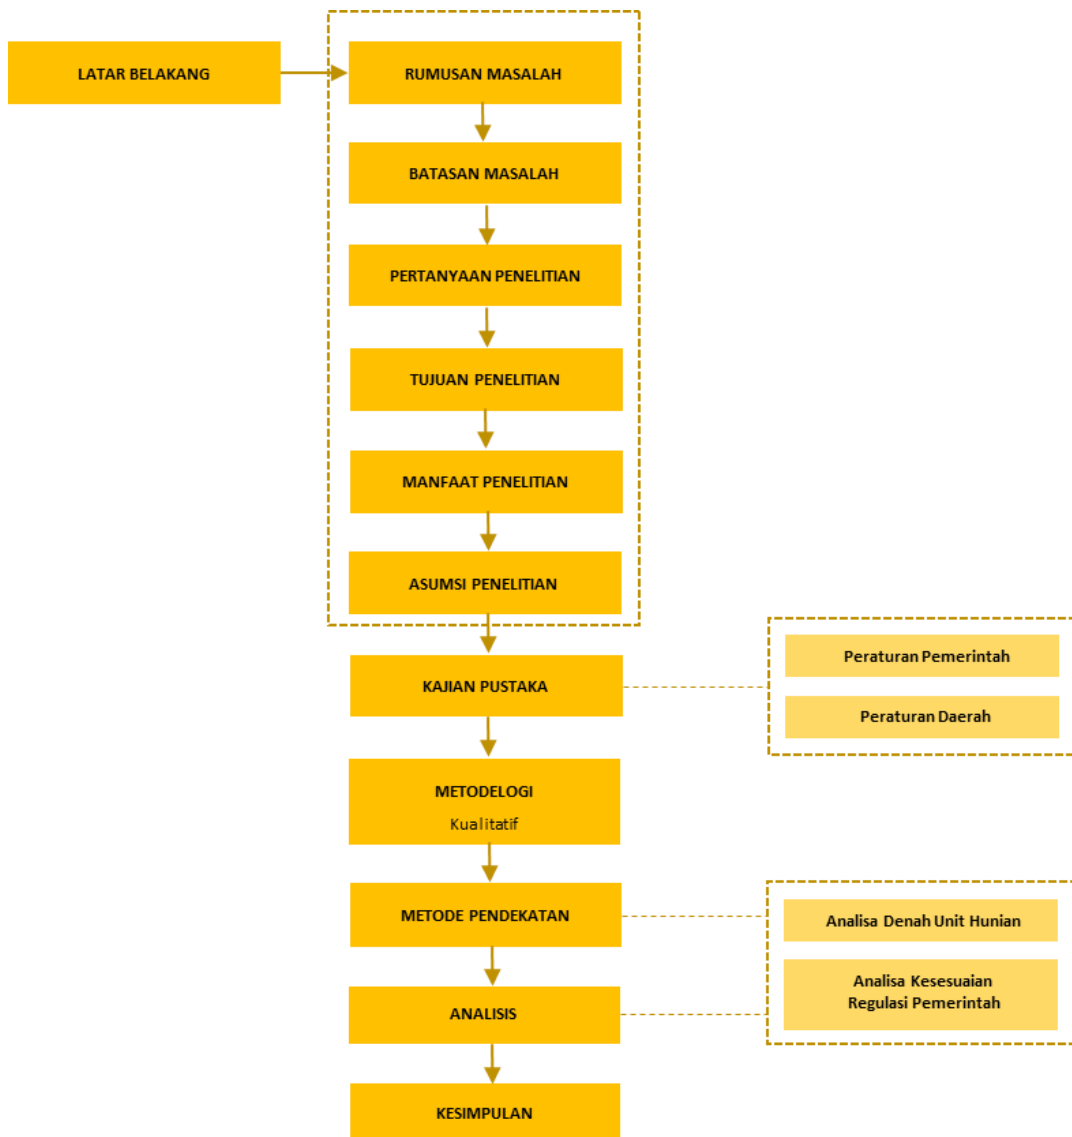 LATAR BELAKANG
RUMUSAN MASALAH
BATASAN MASALAH
PERTANYAAN PENELITIAN
TUJUAN PENELITIAN
MANFAAT PENELITIAN
ASUMSI PENELITIAN
KAJIAN PUSTAKA
Peraturan Pemerintah
Peraturan Daerah
METODELOGI
Kualitatif
METODE PENDEKATAN
Analisa Denah Unit Hunian
Analisa Kesesuaian
Regulasi Pemerintah
ANALISIS
KESIMPULAN